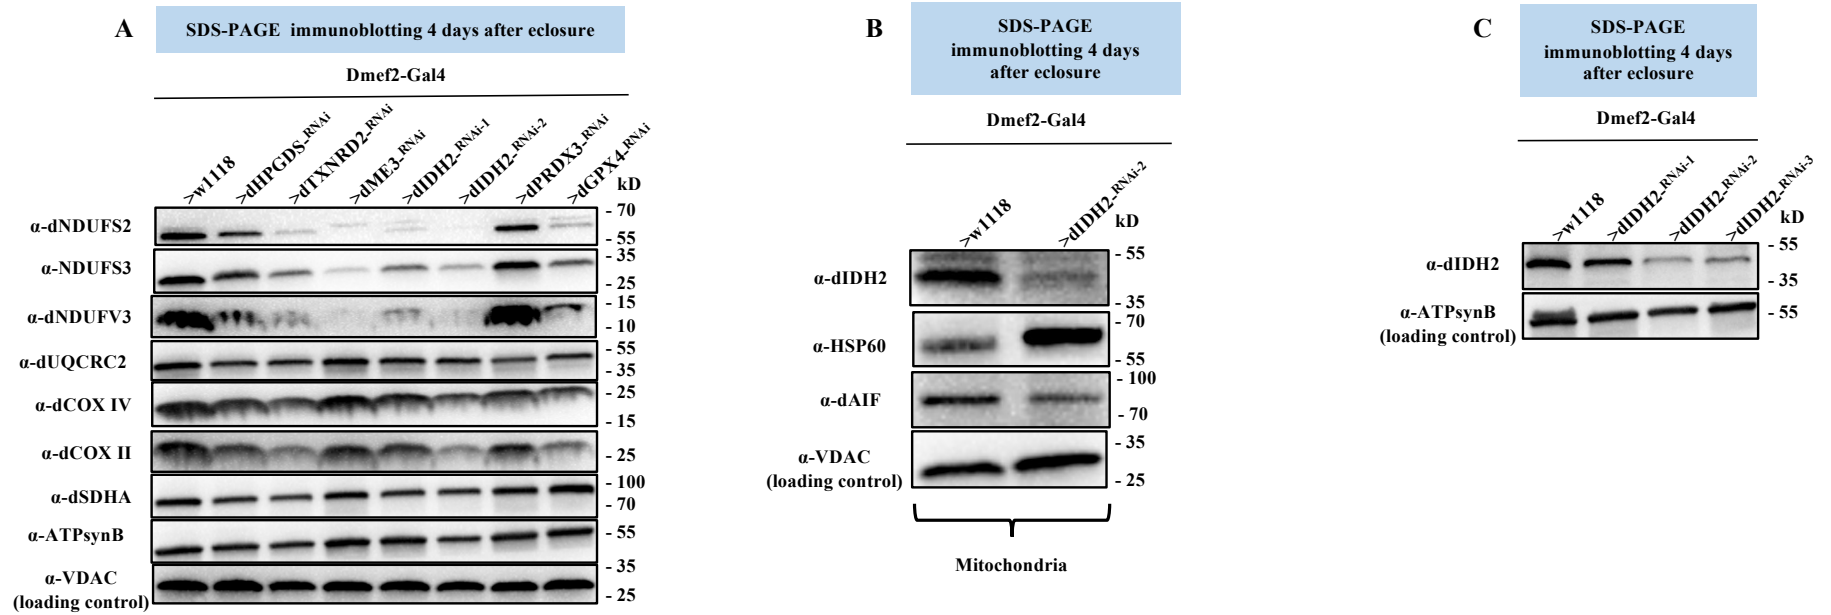 A
SDS-PAGE immunoblotting 4 days after eclosure
Dmef2-Gal4
>w1118
>dHPGDS-RNAi
>dTXNRD2-RNAi
>dME3-RNAi
>dIDH2-RNAi-1
>dIDH2-RNAi-2
>dPRDX3-RNAi
>dGPX4-RNAi
kD
α-dNDUFS2
- 70
- 55
α-NDUFS3
- 35
- 25
α-dNDUFV3
- 15
- 10
α-dUQCRC2
- 55
- 35
α-dCOX IV
- 25
- 15
α-dCOX II
- 25
α-dSDHA
- 100
- 70
α-ATPsynB
- 55
α-VDAC
(loading control)
- 35
- 25
B
SDS-PAGE
immunoblotting 4 days
after eclosure
Dmef2-Gal4
>w1118
>dIDH2-RNAi-2
kD
α-dIDH2
- 55
- 35
α-HSP60
- 70
- 55
α-dAIF
- 100
- 70
α-VDAC
(loading control)
- 35
- 25
Mitochondria
C
SDS-PAGE
immunoblotting 4 days
after eclosure
Dmef2-Gal4
>w1118
>dIDH2-RNAi-1
>dIDH2-RNAi-2
>dIDH2-RNAi-3
kD
α-dIDH2
- 55
- 35
α-ATPsynB
(loading control)
- 55